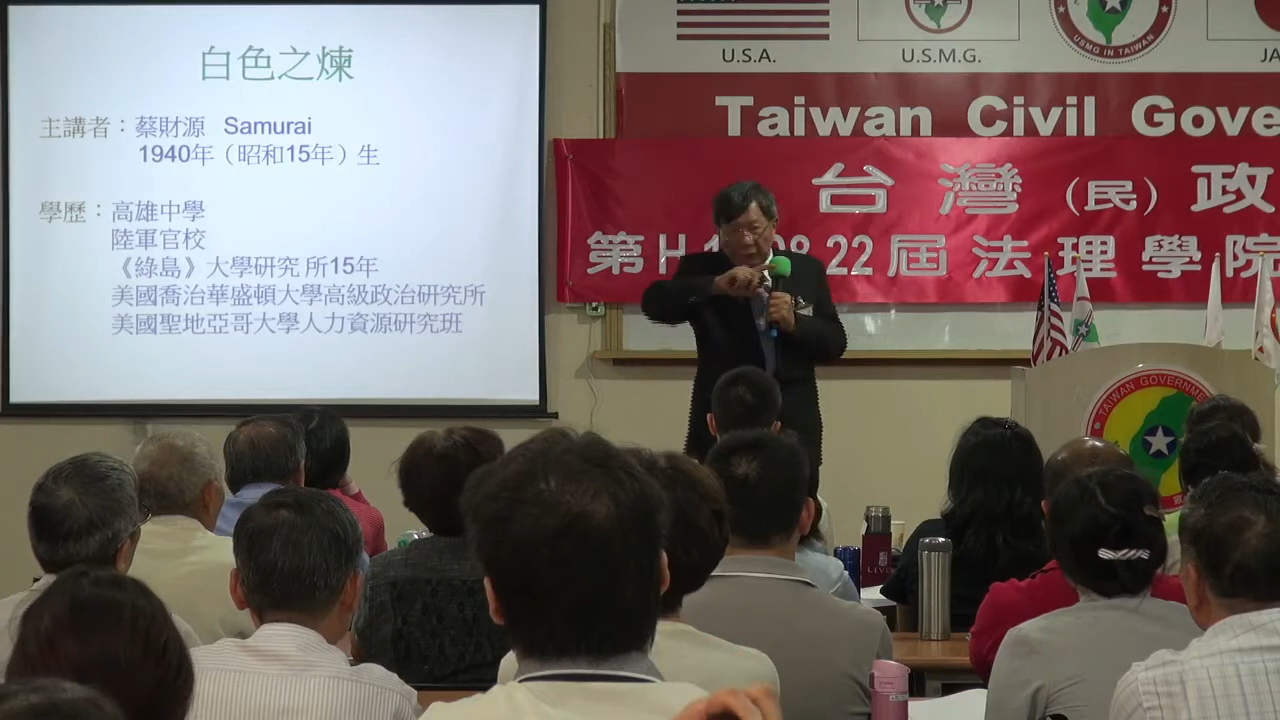 白色之煉
主講者：蔡財源 Samurai
1940年（昭和15年）生
學歷：高雄中學
陸軍官校
《綠島》大學研究所15年
美國喬治華盛頓大學高級政治研究所
美國聖地亞哥大學人力資源研究班
U.S.A.
U.S.M.G.
USMG IN TAIWAN
JA
Taiwan Civil Gove
台灣（民）政
22屆法理學院
TAIWAN GOVERNME